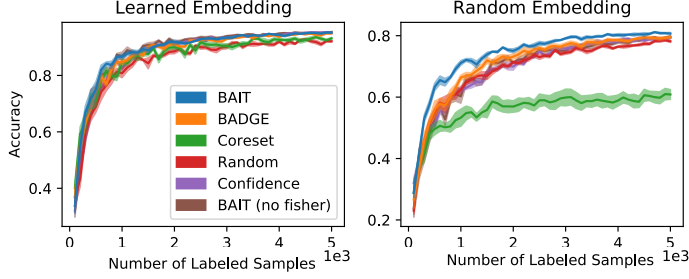 Learned Embedding
Accuracy
0.8
0.6
0.4
BAIT
BADGE
Coreset
Random
Confidence
BAIT (no fisher)
0 1 2 3 4 5
1e3
Number of Labeled Samples
Random Embedding
0.8
0.6
0.4
0.2
0 1 2 3 4 5
1e3
Number of Labeled Samples